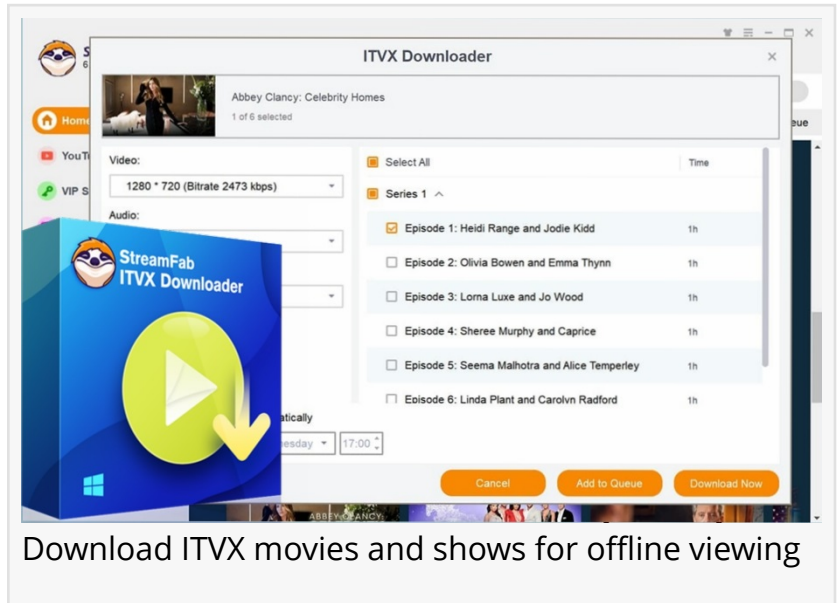 S
6
ITVX Downloader
Abbey Clancy: Celebrity Homes
1 of 6 selected
Home
eue
YouT
VIP S
Video:
1280 * 720 (Bitrate 2473 kbps)
Audio:
Select All
Time
Series 1
Episode 1: Heidi Range and Jodie Kidd
1h
Episode 2: Olivia Bowen and Emma Thynn
1h
Episode 3: Lorna Luxe and Jo Wood
1h
Episode 4: Sheree Murphy and Caprice
1h
Episode 5: Seema Malhotra and Alice Temperley
1h
Episode 6: Linda Plant and Carolyn Radford
1h
StreamFab
ITVX Downloader
atically
esday
17:00
Cancel
Add to Queue
Download Now
ABBEY CLANCY
Download ITVX movies and shows for offline viewing